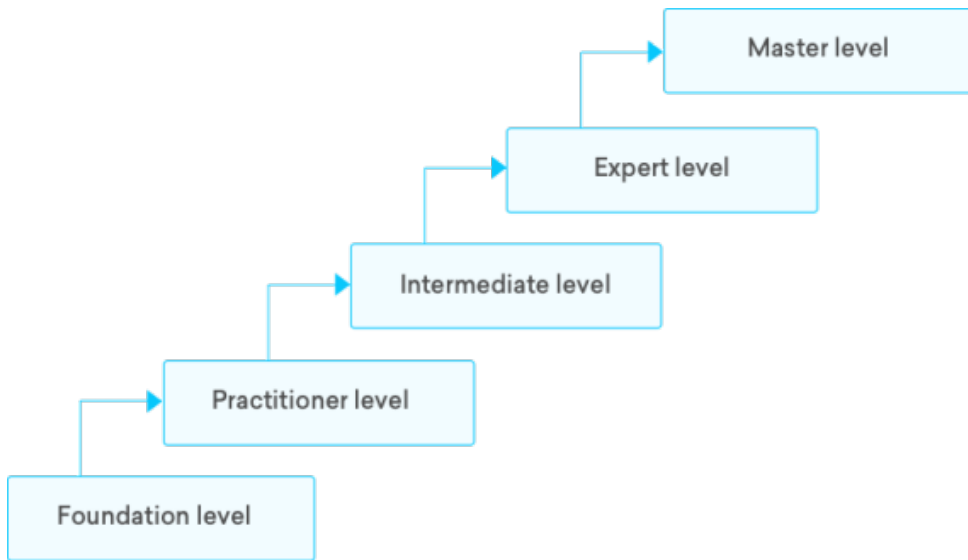 Master level
Expert level
Intermediate level
Practitioner level
Foundation level